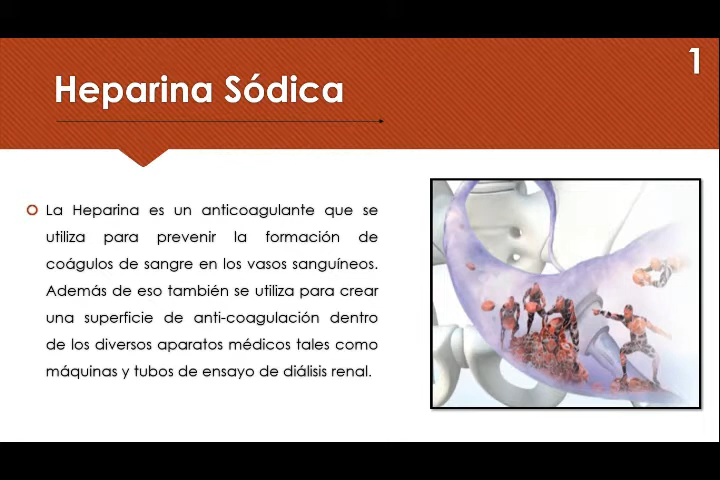 1
Heparina Sódica
La Heparina es un anticoagulante que se
utiliza para prevenir la formación de
coágulos de sangre en los vasos sanguíneos.
Además de eso también se utiliza para crear
una superficie de anti-coagulación dentro
de los diversos aparatos médicos tales como
máquinas y tubos de ensayo de diálisis renal.